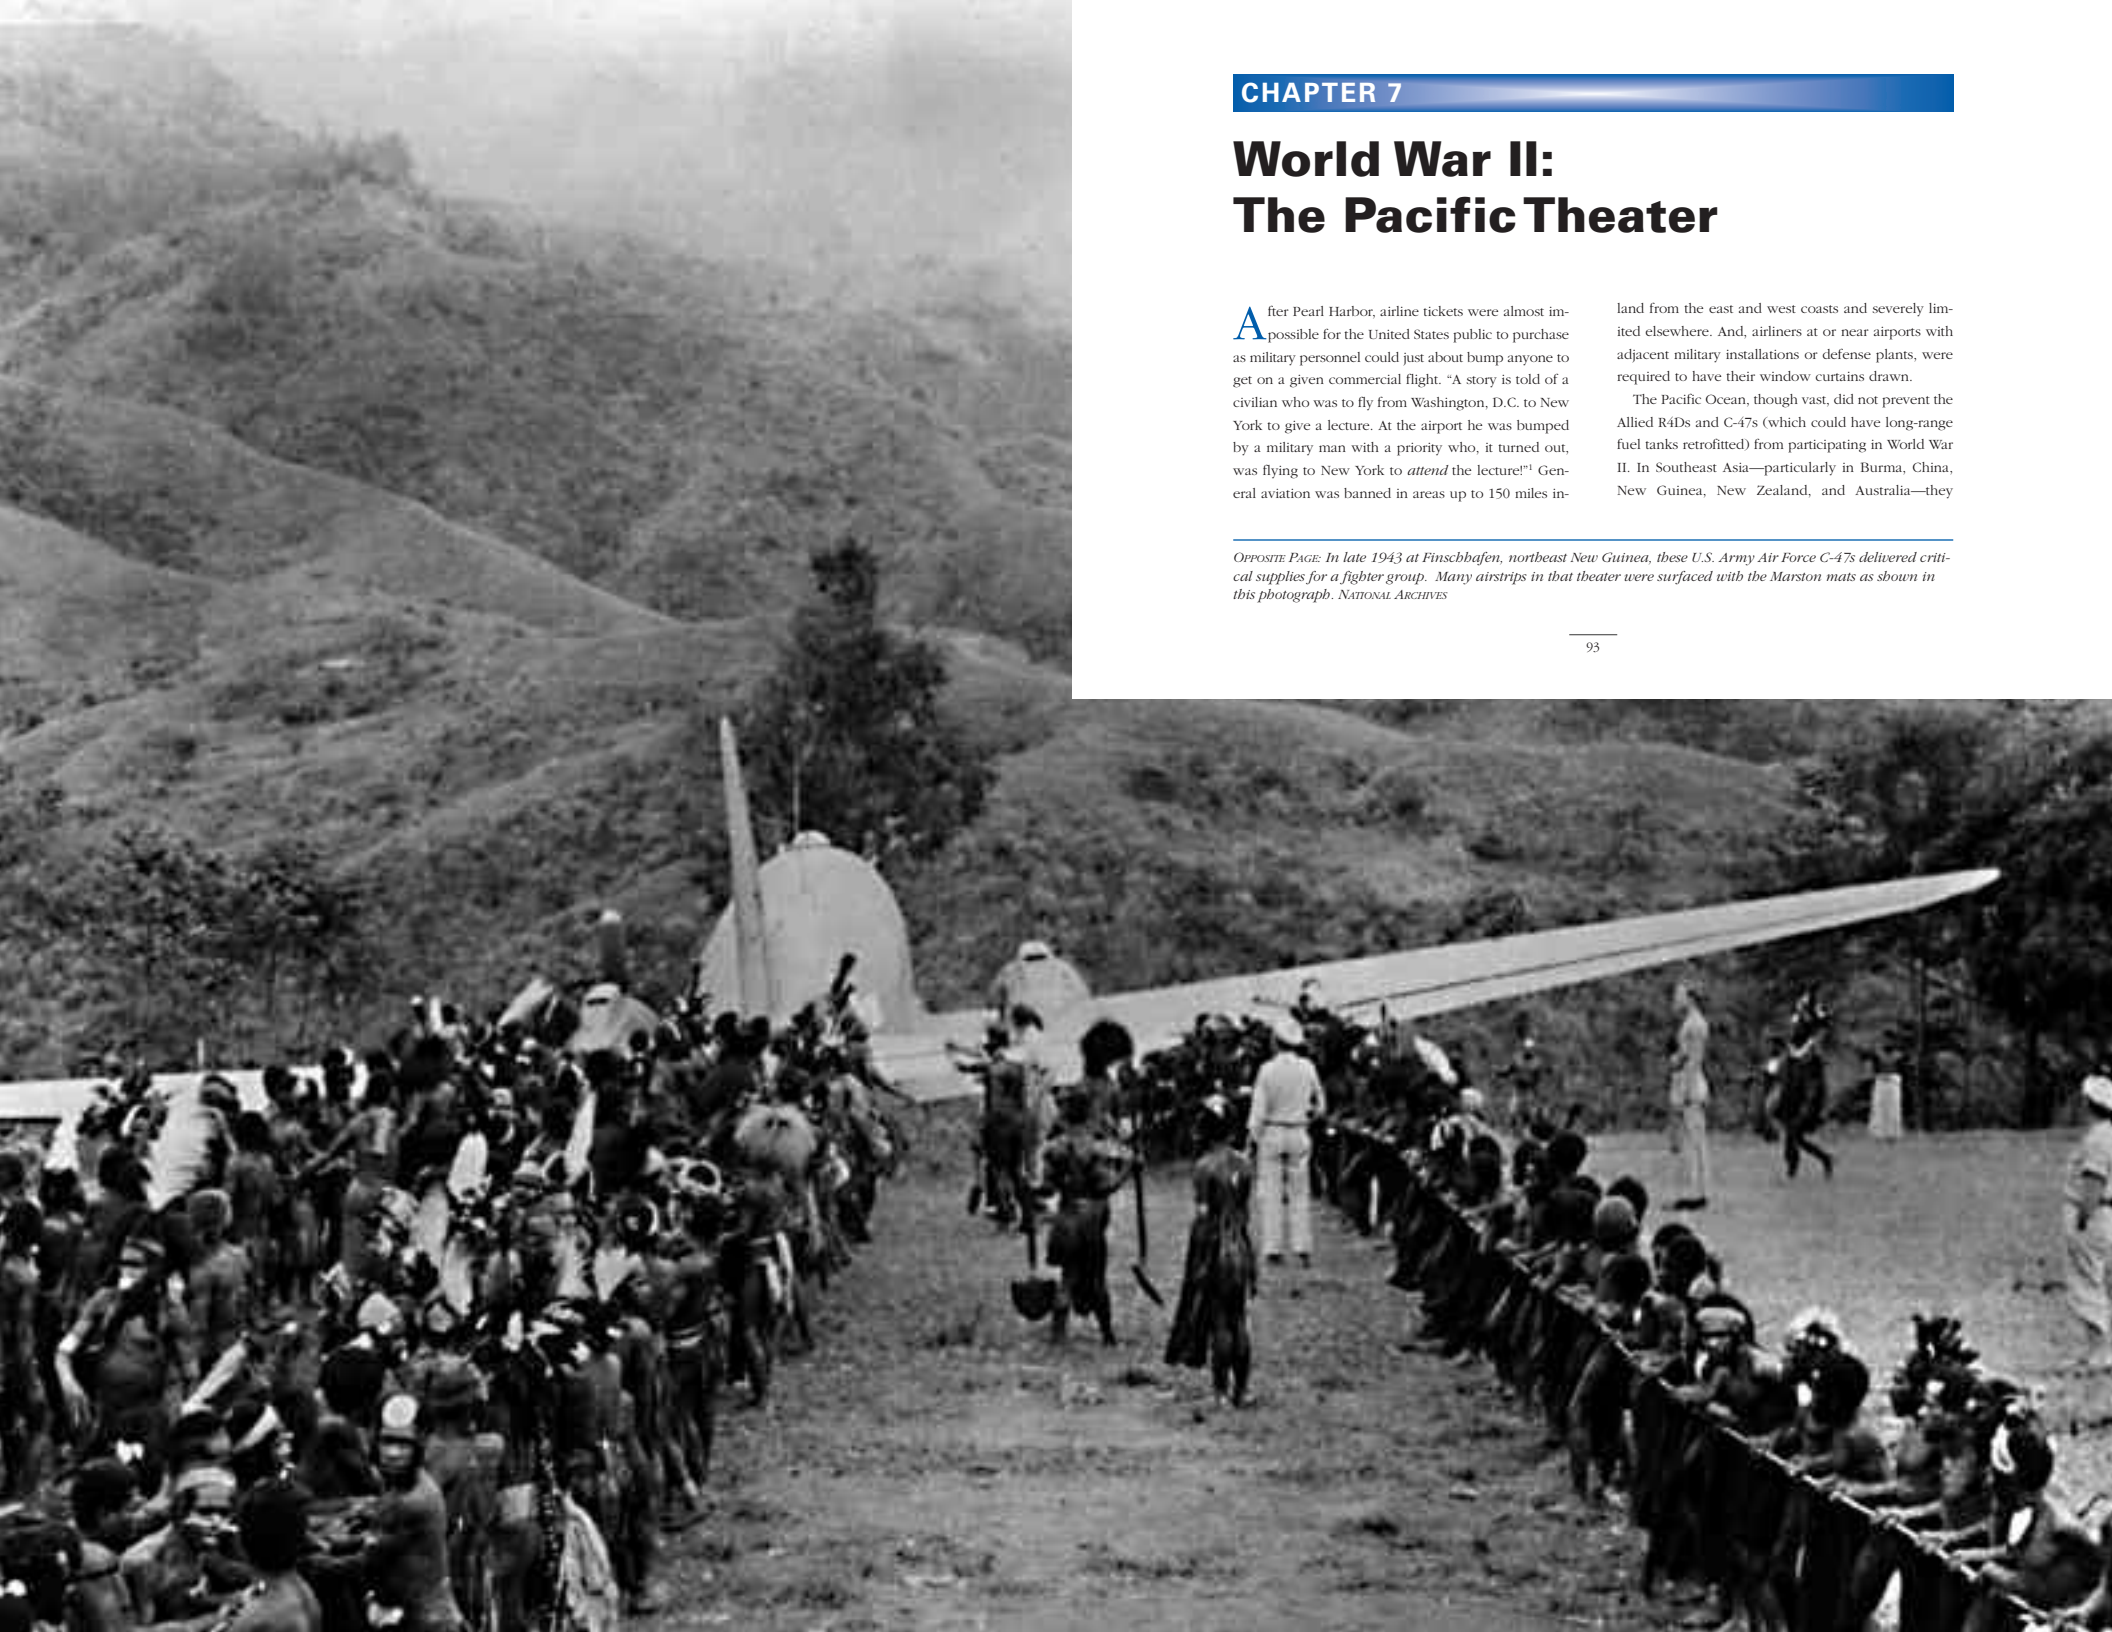 CHAPTER 7
World War II:
The Pacific Theater
After Pearl Harbor, airline tickets were almost im-
possible for the United States public to purchase
as military personnel could just about bump anyone to
get on a given commercial flight. “A story is told of a
civilian who was to fly from Washington, D.C. to New
York to give a lecture. At the airport he was bumped
by a military man with a priority who, it turned out,
was flying to New York to attend the lecture!”1 Gen-
eral aviation was banned in areas up to 150 miles in-
land from the east and west coasts and severely lim-
ited elsewhere. And, airliners at or near airports with
adjacent military installations or defense plants, were
required to have their window curtains drawn.
The Pacific Ocean, though vast, did not prevent the
Allied R4Ds and C-47s (which could have long-range
fuel tanks retrofitted) from participating in World War
II. In Southeast Asia—particularly in Burma, China,
New Guinea, New Zealand, and Australia—they
OPPOSITE PAGE: In late 1943 at Finschhafen, northeast New Guinea, these U.S. Army Air Force C-47s delivered criti-
cal supplies for a fighter group. Many airstrips in that theater were surfaced with the Marston mats as shown in
this photograph. NATIONAL ARCHIVES
93